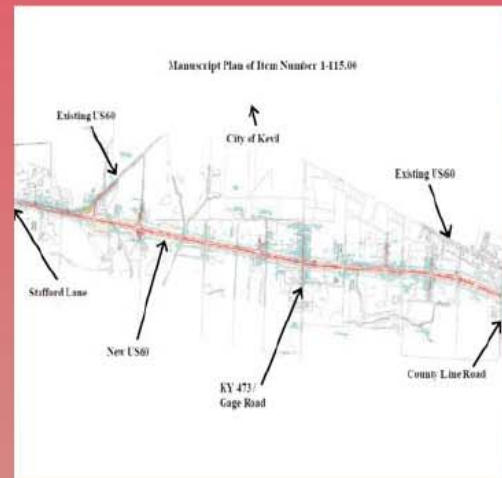 Manuscript Plan of Item Number 1-115.00
Existing US60
City of Kevil
Existing US60
Stafford Lane
New US60
KY 473 /
Gage Road
County Line Road